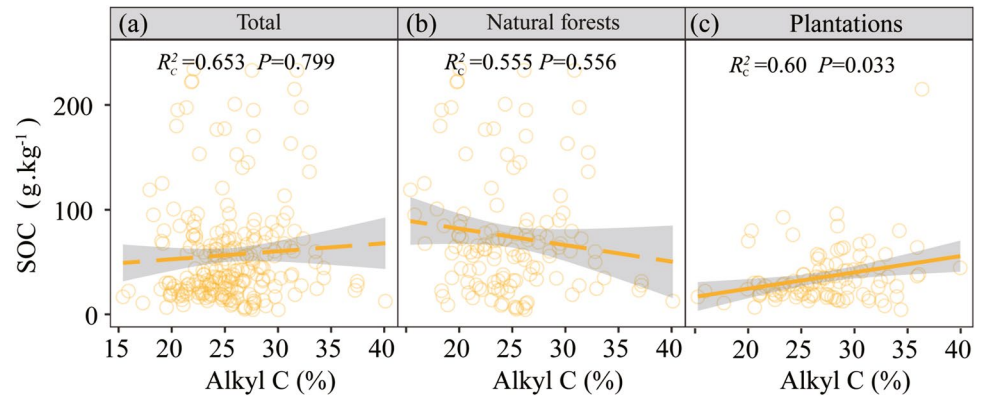 (a) Total
(b) Natural forests
(c) Plantations
R²c=0.653 P=0.799
R²c=0.555 P=0.556
R²c=0.60 P=0.033
SOC (g.kg⁻¹)
200
100
0
15 20 25 30 35 40
20 25 30 35 40
20 25 30 35 40
Alkyl C (%)
Alkyl C (%)
Alkyl C (%)